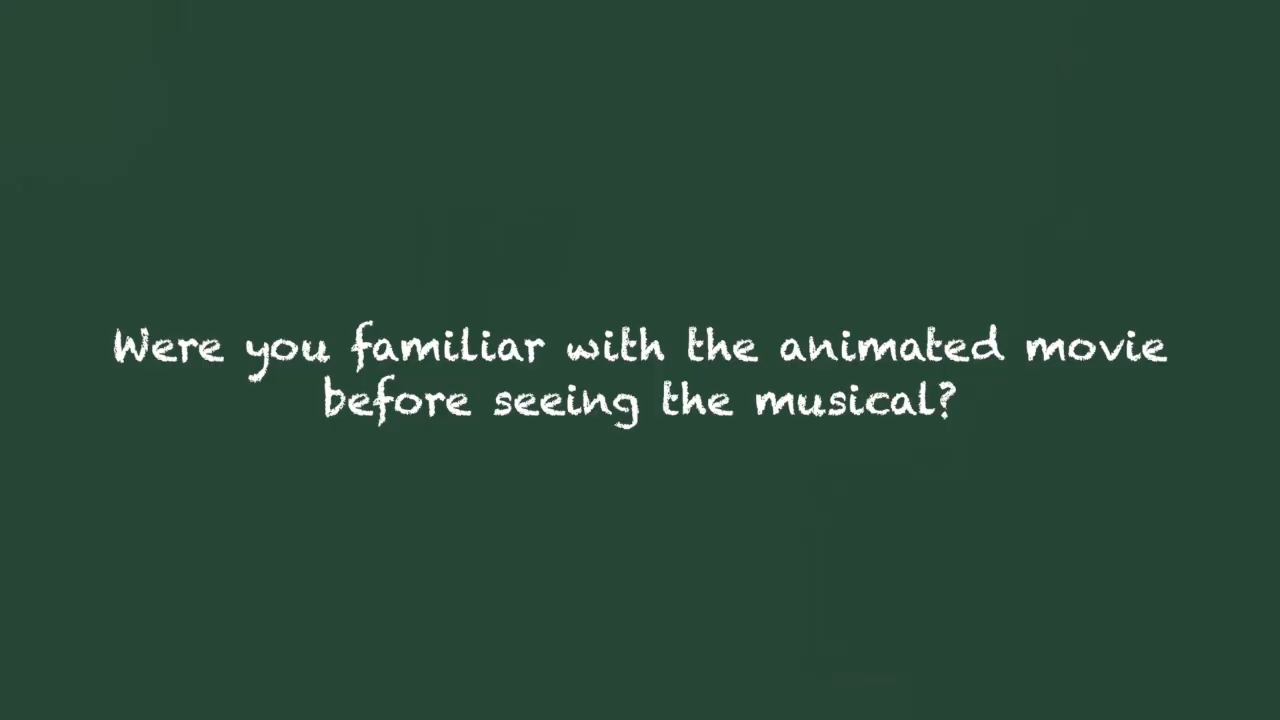 Were you familiar with the animated movie
before seeing the musical?